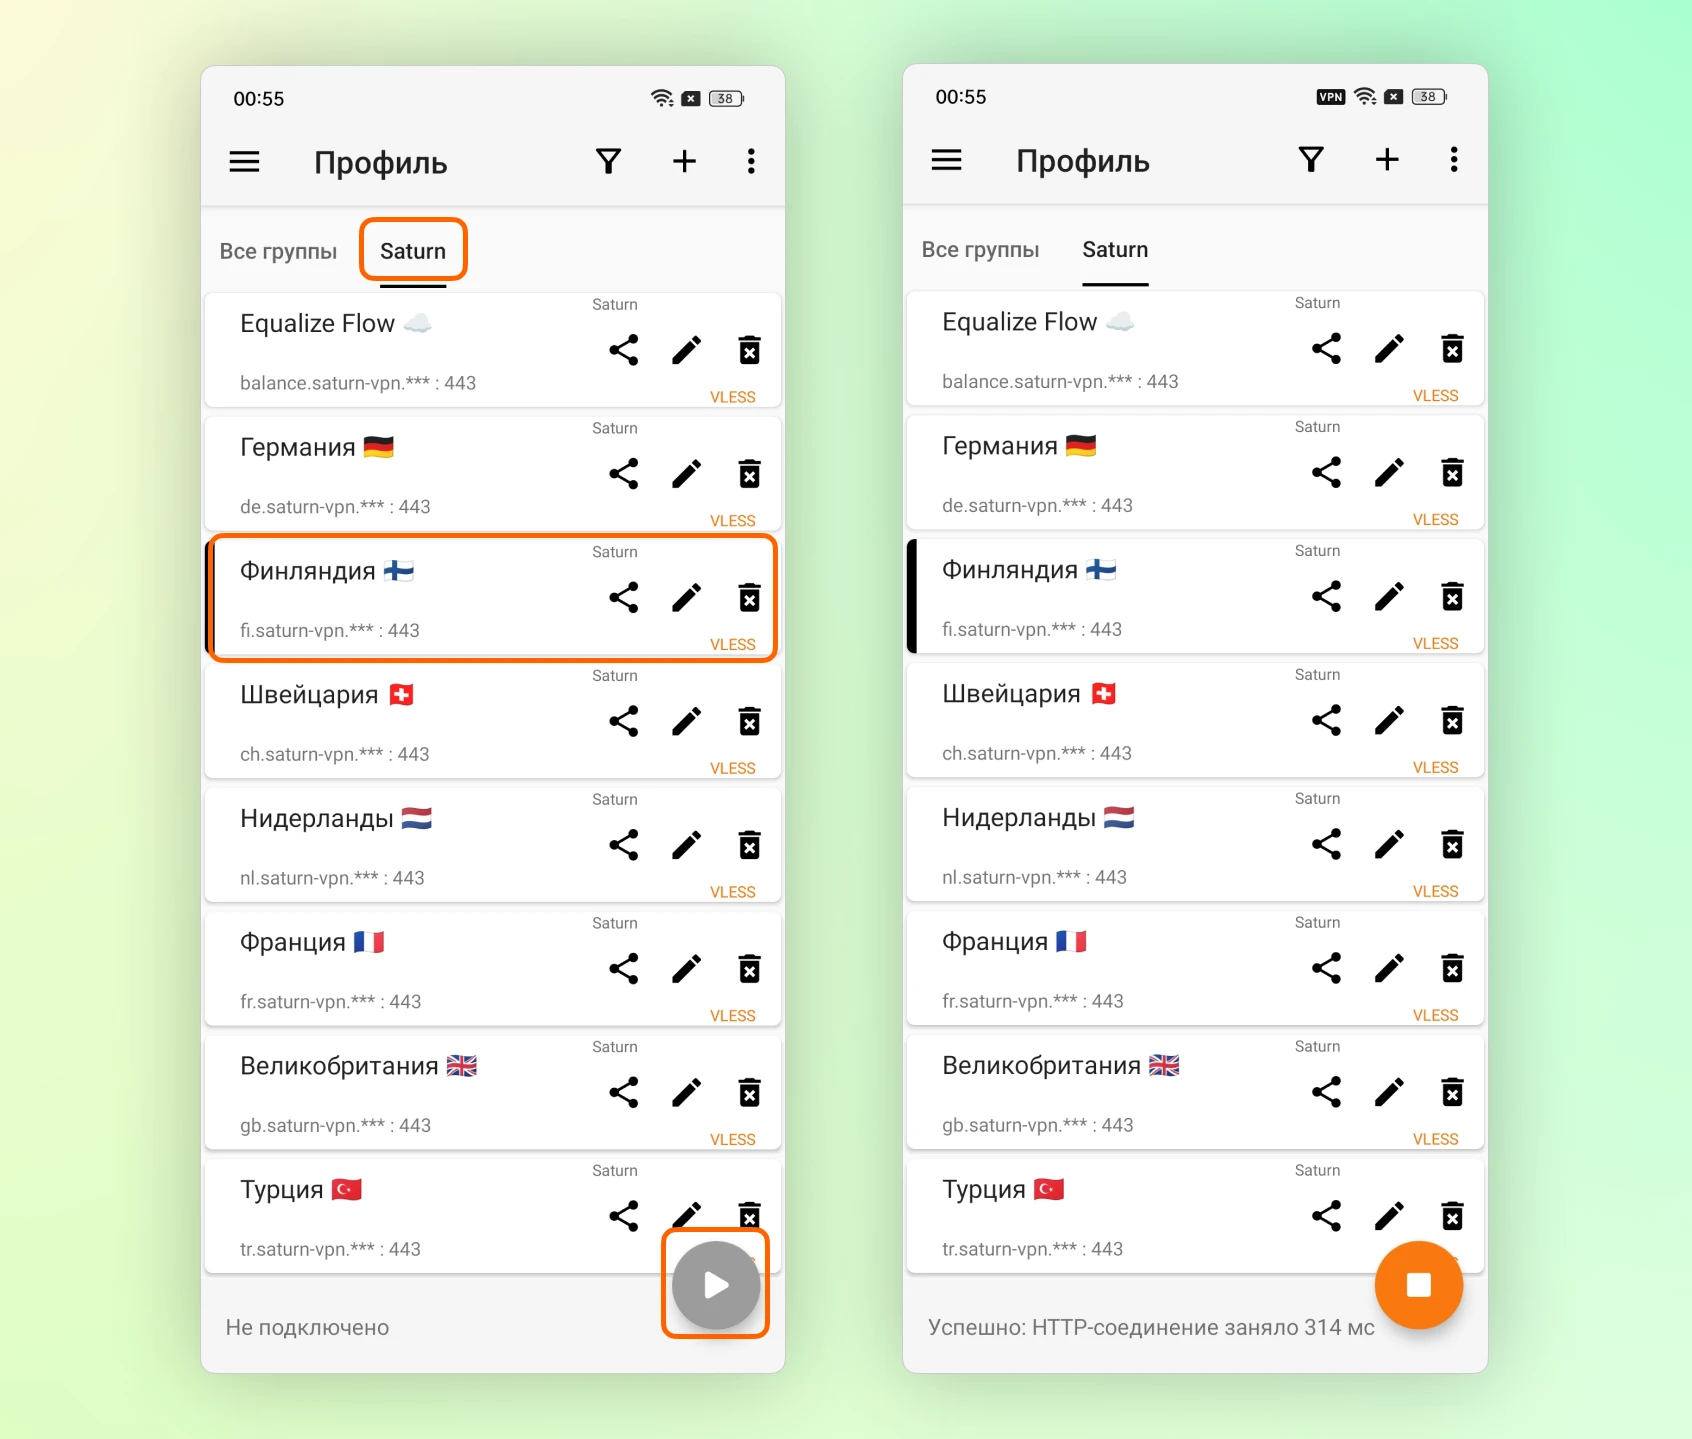 00:55
38
Профиль
Все группы
Saturn
Saturn
Equalize Flow
balance.saturn-vpn.*** : 443
VLESS
Saturn
Германия
de.saturn-vpn.*** : 443
VLESS
Saturn
Финляндия
fi.saturn-vpn.*** : 443
VLESS
Saturn
Швейцария
ch.saturn-vpn.*** : 443
VLESS
Saturn
Нидерланды
nl.saturn-vpn.*** : 443
VLESS
Saturn
Франция
fr.saturn-vpn.*** : 443
VLESS
Saturn
Великобритания
gb.saturn-vpn.*** : 443
VLESS
Saturn
Турция
tr.saturn-vpn.*** : 443
Не подключено
00:55
VPN
38
Профиль
Все группы
Saturn
Saturn
Equalize Flow
balance.saturn-vpn.*** : 443
VLESS
Saturn
Германия
de.saturn-vpn.*** : 443
VLESS
Saturn
Финляндия
fi.saturn-vpn.*** : 443
VLESS
Saturn
Швейцария
ch.saturn-vpn.*** : 443
VLESS
Saturn
Нидерланды
nl.saturn-vpn.*** : 443
VLESS
Saturn
Франция
fr.saturn-vpn.*** : 443
VLESS
Saturn
Великобритания
gb.saturn-vpn.*** : 443
VLESS
Saturn
Турция
tr.saturn-vpn.*** : 443
Успешно: HTTP-соединение заняло 314 мс